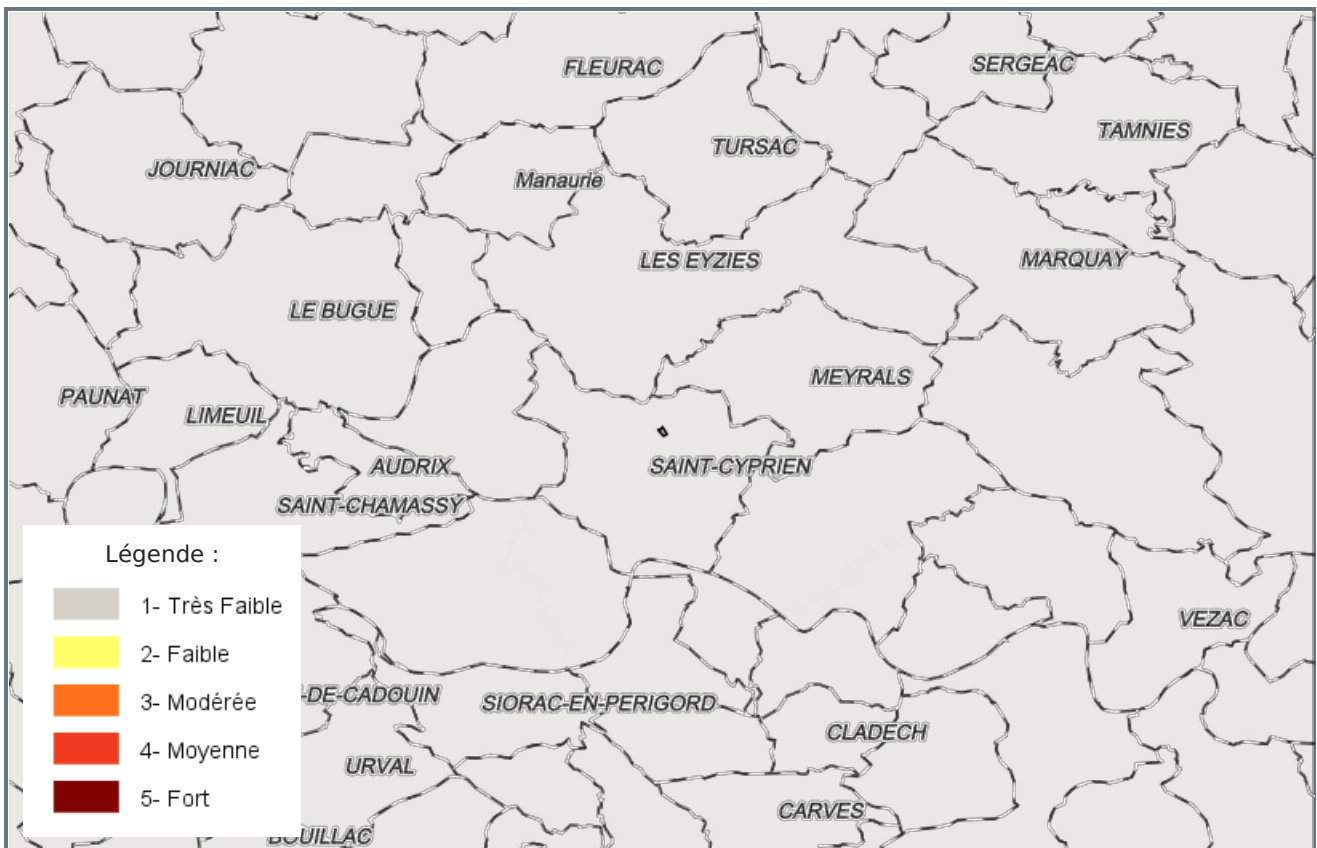 FLEURAC
SERGEAC
TAMNIES
TURSAC
JOURNIAC
Manaurie
LES EYZIES
MARQUAY
LE BUGUE
MEYRALS
PAUNAT
LIMEUIL
AUDRIX
SAINT-CYPRIEN
SAINT-CHAMASSY
Légende :
1- Très Faible
2- Faible
3- Modérée
4- Moyenne
5- Fort
VEZAC
-DE-CADOUIN
SIORAC-EN-PERIGORD
CLADECH
URVAL
CARVES
BOUILLAC